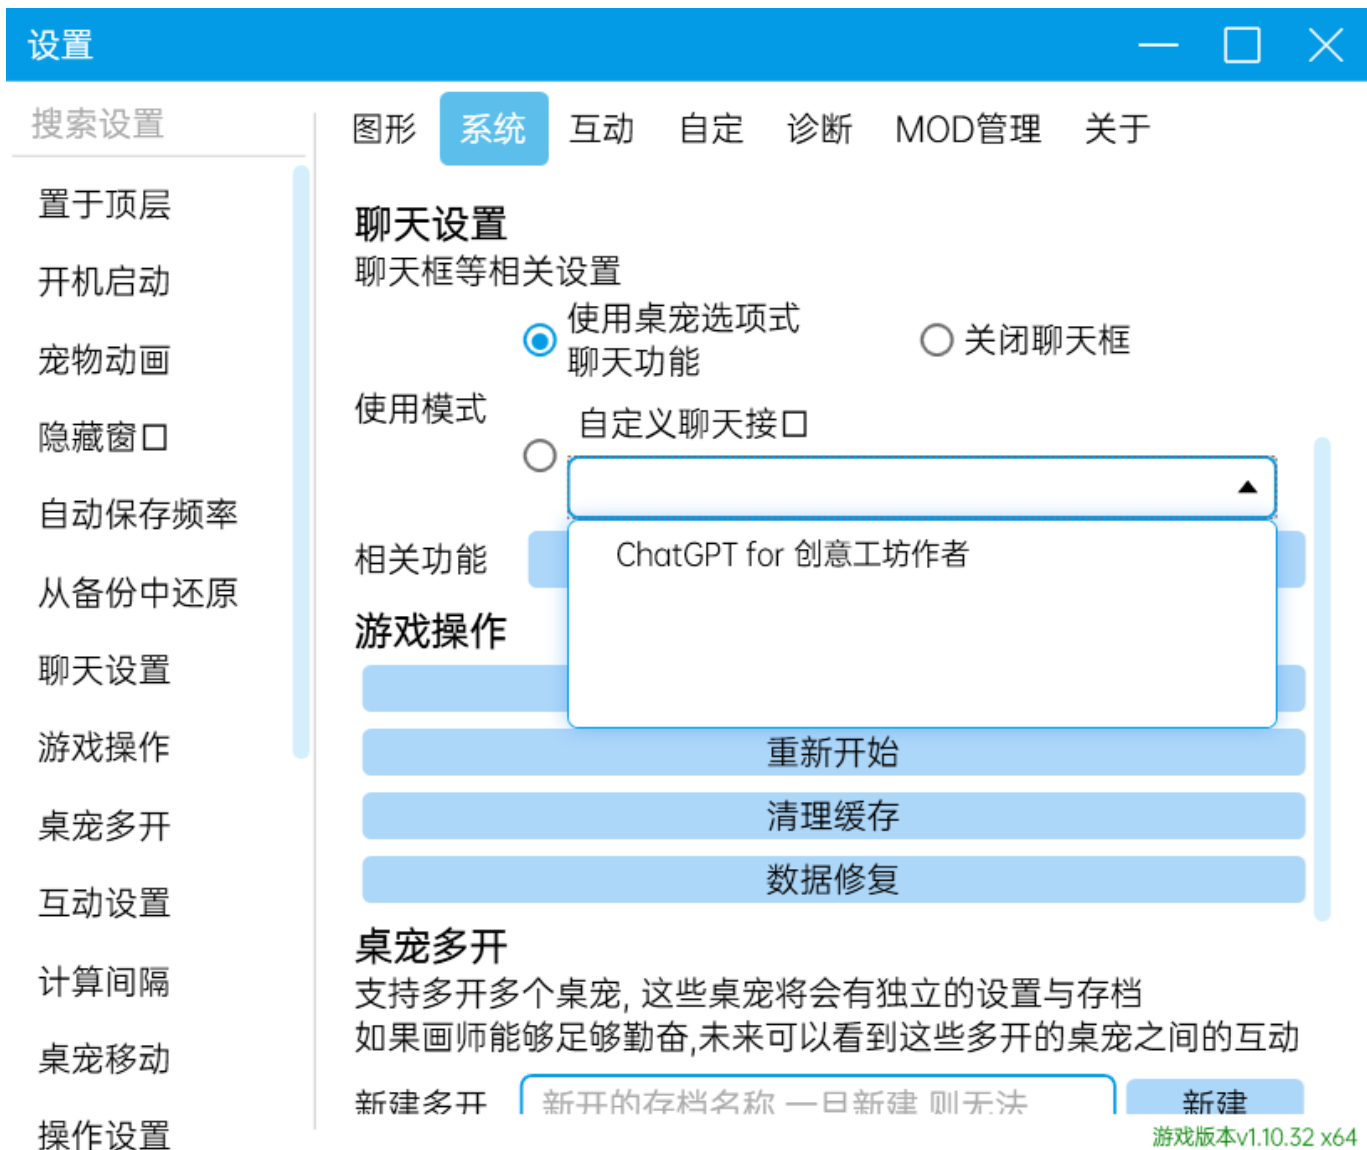 设置
搜索设置
置于顶层
开机启动
宠物动画
隐藏窗口
自动保存频率
从备份中还原
聊天设置
游戏操作
桌宠多开
互动设置
计算间隔
桌宠移动
操作设置
图形 系统 互动 自定 诊断 MOD管理 关于
聊天设置
聊天框等相关设置
使用模式
使用桌宠选项式
聊天功能
关闭聊天框
自定义聊天接口
ChatGPT for 创意工坊作者
相关功能
游戏操作
重新开始
清理缓存
数据修复
桌宠多开
支持多开多个桌宠, 这些桌宠将会有独立的设置与存档
如果画师能够足够勤奋,未来可以看到这些多开的桌宠之间的互动
新建多开 新开的存档名称 一旦新建 则无法 新建
游戏版本v1.10.32 x64